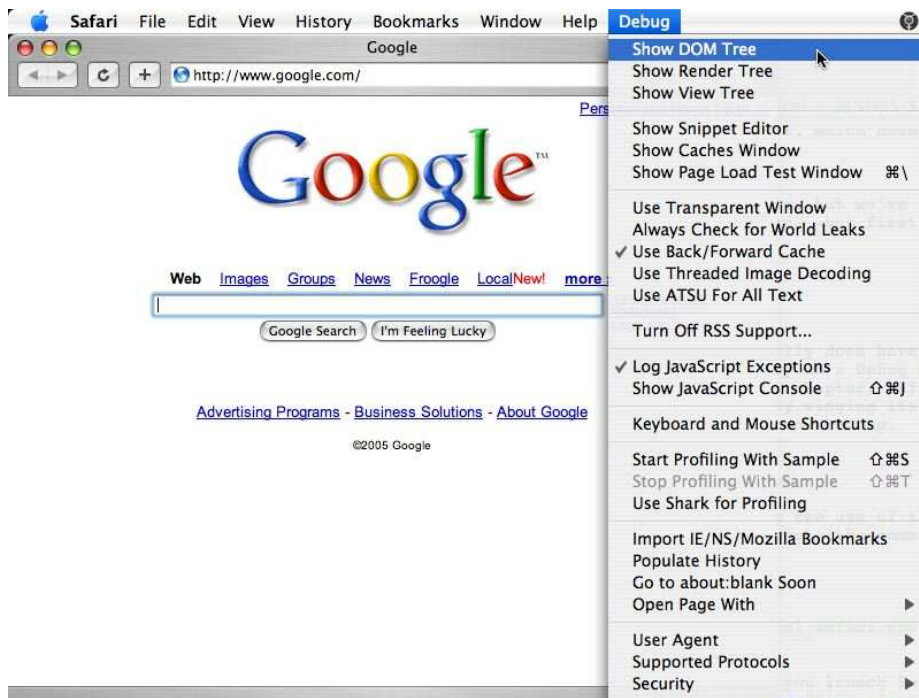 Safari File Edit View History Bookmarks Window Help Debug
Google
http://www.google.com/
Google™
Web Images Groups News Froogle LocalNew! more
Google Search I'm Feeling Lucky
Advertising Programs - Business Solutions - About Google
©2005 Google
Show DOM Tree
Show Render Tree
Show View Tree
Show Snippet Editor
Show Caches Window
Show Page Load Test Window ⌘\
Use Transparent Window
Always Check for World Leaks
✓ Use Back/Forward Cache
Use Threaded Image Decoding
Use ATSU For All Text
Turn Off RSS Support...
✓ Log JavaScript Exceptions
Show JavaScript Console ⇧⌘J
Keyboard and Mouse Shortcuts
Start Profiling With Sample ⇧⌘S
Stop Profiling With Sample ⇧⌘T
Use Shark for Profiling
Import IE/NS/Mozilla Bookmarks
Populate History
Go to about:blank Soon
Open Page With
User Agent
Supported Protocols
Security